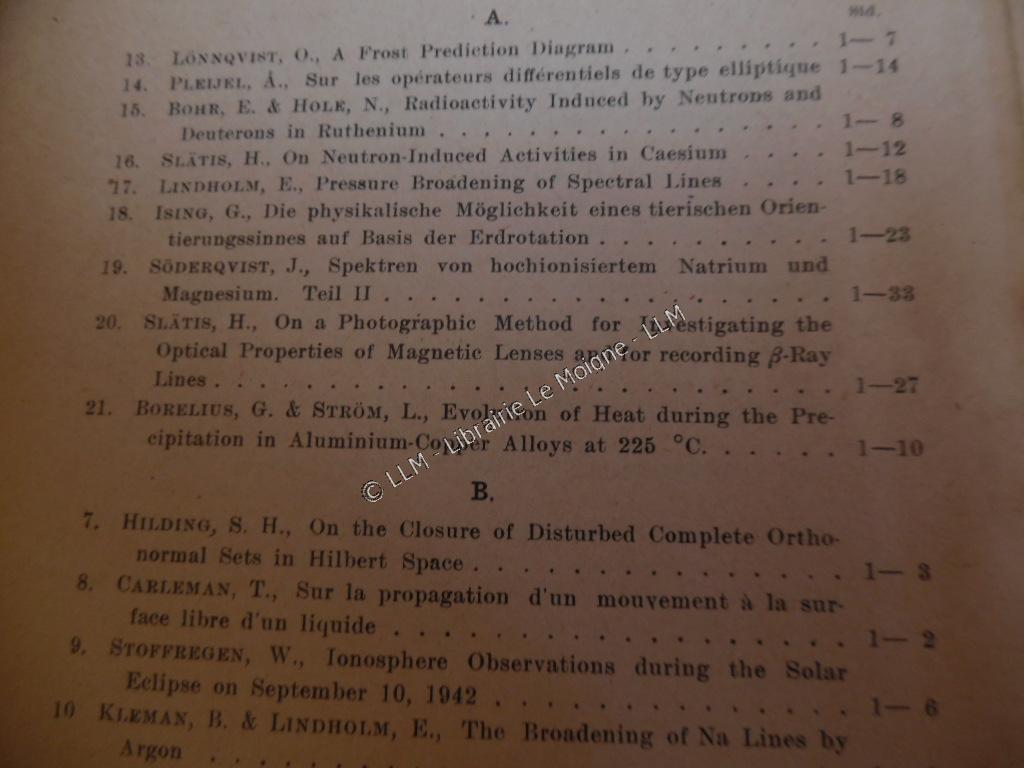 A.
sid.
13. LÖNNQVIST, O., A Frost Prediction Diagram . . . . . . . . . 1— 7
14. PLEIJEL, Å., Sur les opérateurs différentiels de type elliptique 1—14
15. BOHR, E. & HOLE, N., Radioactivity Induced by Neutrons and
Deuterons in Ruthenium . . . . . . . . . . . . . . . . . 1— 8
16. SLÄTIS, H., On Neutron-Induced Activities in Caesium . . . . 1—12
17. LINDHOLM, E., Pressure Broadening of Spectral Lines . . . . 1—18
18. ISING, G., Die physikalische Möglichkeit eines tierischen Orien-
tierungssinnes auf Basis der Erdrotation . . . . . . . . . . 1—23
19. SÖDERQVIST, J., Spektren von hochionisiertem Natrium und
Magnesium. Teil II . . . . . . . . . . . . . . . . . . . 1—33
20. SLÄTIS, H., On a Photographic Method for Investigating the
Optical Properties of Magnetic Lenses and for recording β-Ray
Lines . . . . . . . . . . . . . . . . . . . . . . . . . . 1—27
21. BORELIUS, G. & STRÖM, L., Evolution of Heat during the Pre-
cipitation in Aluminium-Copper Alloys at 225 °C. . . . . . . 1—10
© LLM - Librairie Le Moigne - LLM
B.
7. HILDING, S. H., On the Closure of Disturbed Complete Ortho-
normal Sets in Hilbert Space . . . . . . . . . . . . . . . 1— 3
8. CARLEMAN, T., Sur la propagation d'un mouvement à la sur-
face libre d'un liquide . . . . . . . . . . . . . . . . . . 1— 2
9. STOFFREGEN, W., Ionosphere Observations during the Solar
Eclipse on September 10, 1942 . . . . . . . . . . . . . . 1— 6
10 KLEMAN, B. & LINDHOLM, E., The Broadening of Na Lines by
Argon . . . . . . . .